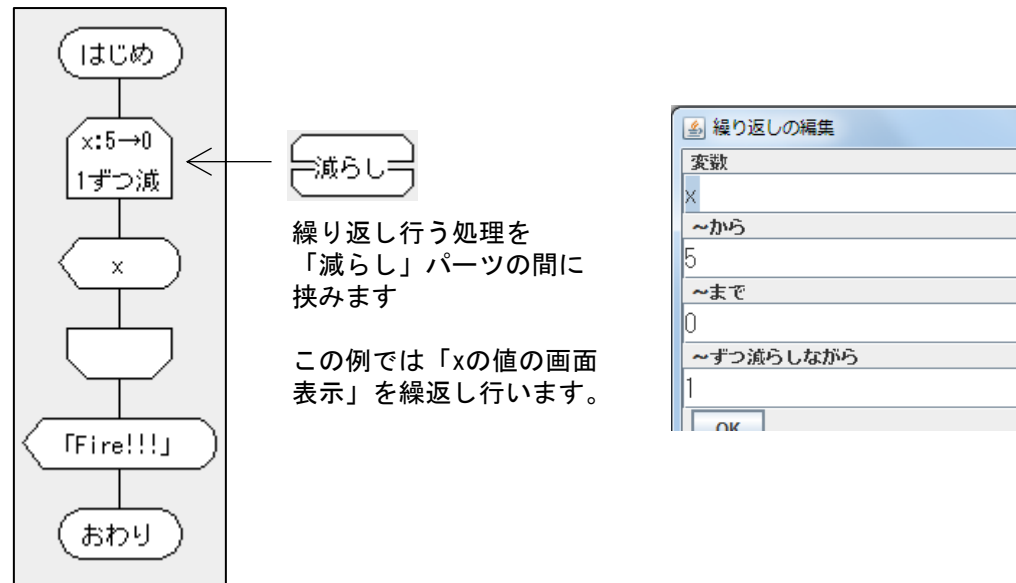 はじめ
x:5→0
1ずつ減
x
「Fire!!!」
おわり
減らし
繰り返し行う処理を
「減らし」パーツの間に
挟みます
この例では「xの値の画面
表示」を繰返し行います。
繰り返しの編集
変数
x
～から
5
～まで
0
～ずつ減らしながら
1
OK